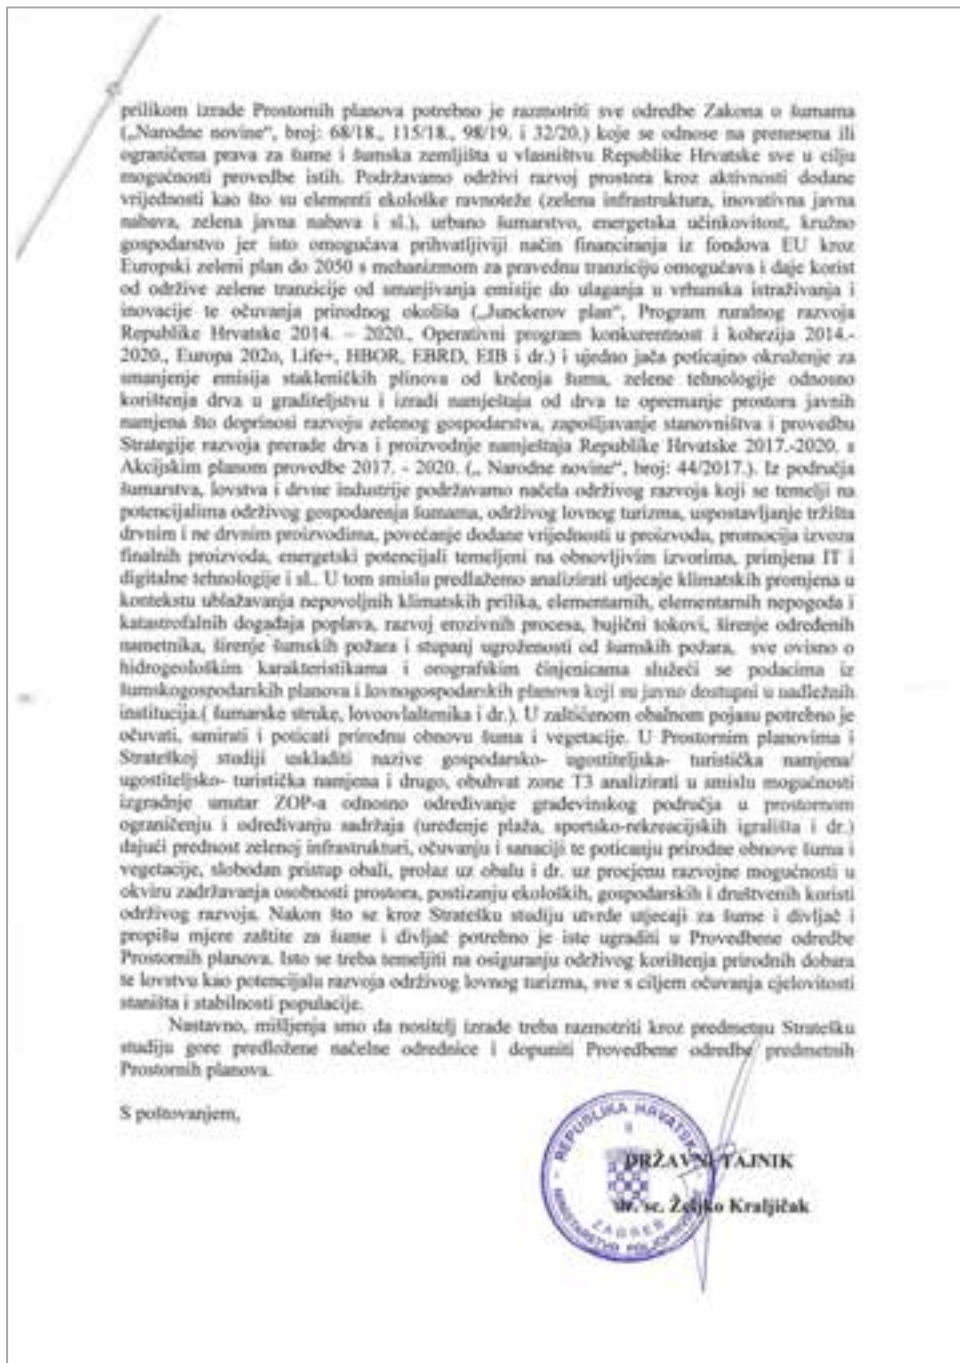 prilikom izrade Prostornih planova potrebno je razmotriti sve odredbe Zakona o šumama
(„Narodne novine“, broj: 68/18., 115/18., 98/19. i 32/20.) koje se odnose na prenesena ili
ograničena prava za šume i šumska zemljišta u vlasništvu Republike Hrvatske sve u cilju
mogućnosti provedbe istih. Podržavamo održivi razvoj prostora kroz aktivnosti dodane
vrijednosti kao što su elementi ekološke ravnoteže (zelena infrastruktura, inovativna javna
nabava, zelena javna nabava i sl.), urbano šumarstvo, energetska učinkovitost, kružno
gospodarstvo jer isto omogućava prihvatljiviji način financiranja iz fondova EU kroz
Europski zeleni plan do 2050 s mehanizmom za pravednu tranziciju omogućava i daje korist
od održive zelene tranzicije od smanjivanja emisije do ulaganja u vrhunska istraživanja i
inovacije te očuvanja prirodnog okoliša („Junckerov plan“, Program ruralnog razvoja
Republike Hrvatske 2014. – 2020., Operativni program konkurentnost i kohezija 2014.-
2020., Europa 202o, Life+, HBOR, EBRD, EIB i dr.) i ujedno jača poticajno okruženje za
smanjenje emisija stakleničkih plinova od krčenja šuma, zelene tehnologije odnosno
korištenja drva u graditeljstvu i izradi namještaja od drva te opremanje prostora javnih
namjena što doprinosi razvoju zelenog gospodarstva, zapošljavanje stanovništva i provedbu
Strategije razvoja prerade drva i proizvodnje namještaja Republike Hrvatske 2017.-2020. s
Akcijskim planom provedbe 2017. - 2020. („ Narodne novine“, broj: 44/2017.). Iz područja
šumarstva, lovstva i drvne industrije podržavamo načela održivog razvoja koji se temelji na
potencijalima održivog gospodarenja šumama, održivog lovnog turizma, uspostavljanje tržišta
drvnim i ne drvnim proizvodima, povećanje dodane vrijednosti u proizvodu, promocija izvoza
finalnih proizvoda, energetski potencijali temeljeni na obnovljivim izvorima, primjena IT i
digitalne tehnologije i sl.. U tom smislu predlažemo analizirati utjecaje klimatskih promjena u
kontekstu ublažavanja nepovoljnih klimatskih prilika, elementarnih, elementarnih nepogoda i
katastrofalnih događaja poplava, razvoj erozivnih procesa, bujični tokovi, širenje određenih
nametnika, širenje šumskih požara i stupanj ugroženosti od šumskih požara, sve ovisno o
hidrogeološkim karakteristikama i orografskim činjenicama služeći se podacima iz
šumskogospodarskih planova i lovnogospodarskih planova koji su javno dostupni u nadležnih
institucija.( šumarske struke, lovoovlaštenika i dr.). U zaštićenom obalnom pojasu potrebno je
očuvati, sanirati i poticati prirodnu obnovu šuma i vegetacije. U Prostornim planovima i
Strateškoj studiji uskladiti nazive gospodarsko- ugostiteljska- turistička namjena/
ugostiteljsko- turistička namjena i drugo, obuhvat zone T3 analizirati u smislu mogućnosti
izgradnje unutar ZOP-a odnosno određivanje građevinskog područja u prostornom
ograničenju i određivanju sadržaja (uređenje plaža, sportsko-rekreacijskih igrališta i dr.)
dajući prednost zelenoj infrastrukturi, očuvanju i sanaciji te poticanju prirodne obnove šuma i
vegetacije, slobodan pristup obali, prolaz uz obalu i dr. uz procjenu razvojne mogućnosti u
okviru zadržavanja osobnosti prostora, postizanju ekoloških, gospodarskih i društvenih koristi
održivog razvoja. Nakon što se kroz Stratešku studiju utvrde utjecaji za šume i divljač i
propišu mjere zaštite za šume i divljač potrebno je iste ugraditi u Provedbene odredbe
Prostornih planova. Isto se treba temeljiti na osiguranju održivog korištenja prirodnih dobara
te lovstvu kao potencijalu razvoja održivog lovnog turizma, sve s ciljem očuvanja cjelovitosti
staništa i stabilnosti populacije.
Nastavno, mišljenja smo da nositelj izrade treba razmotriti kroz predmetnu Stratešku
studiju gore predložene načelne odrednice i dopuniti Provedbene odredbe predmetnih
Prostornih planova.
S poštovanjem,
REPUBLIKA HRVATSKA
DRŽAVNI TAJNIK
dr. sc. Željko Kraljičak
ZAGREB
MINISTARSTVO POLJOPRIVREDE